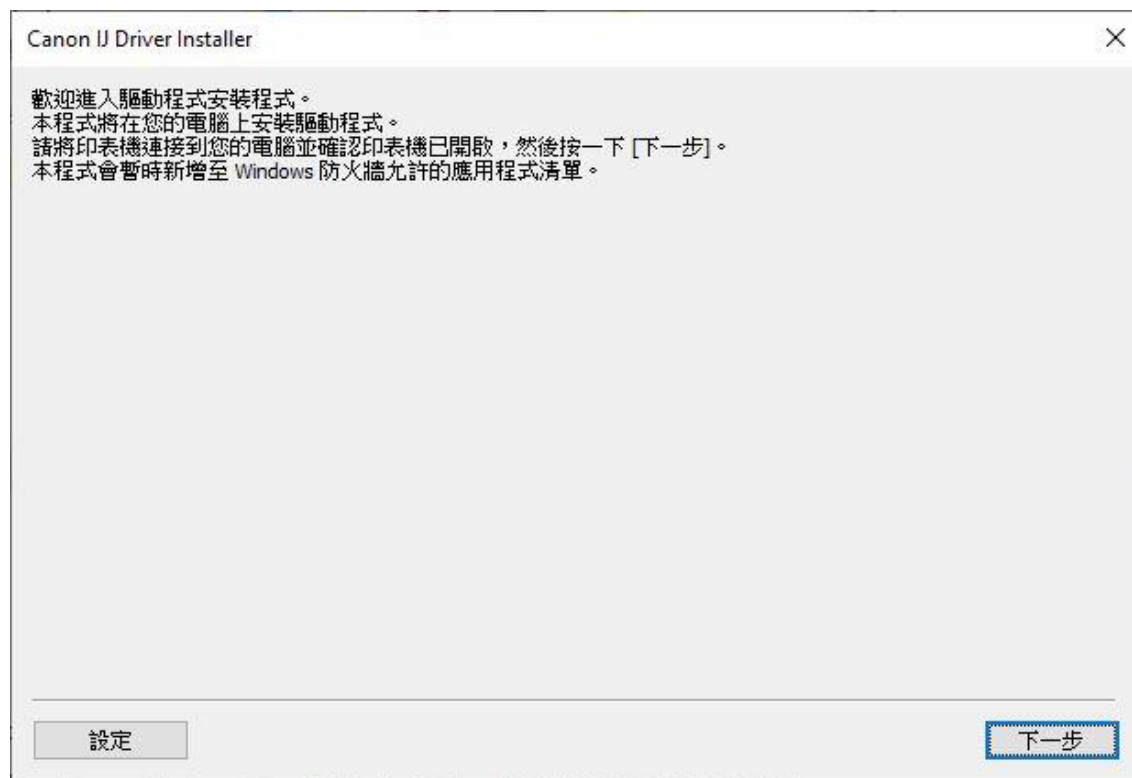 Canon IJ Driver Installer
歡迎進入驅動程式安裝程式。
本程式將在您的電腦上安裝驅動程式。
請將印表機連接到您的電腦並確認印表機已開啟，然後按一下 [下一步]。
本程式會暫時新增至 Windows 防火牆允許的應用程式清單。
設定
下一步